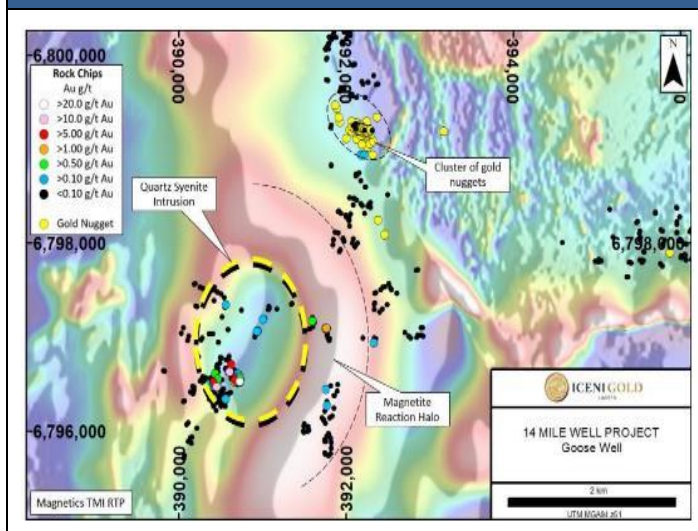 6,800,000
390,000
392,000
394,000
N
Rock Chips
Au g/t
>20.0 g/t Au
>10.0 g/t Au
>5.00 g/t Au
>1.00 g/t Au
>0.50 g/t Au
>0.10 g/t Au
<0.10 g/t Au
Gold Nugget
Cluster of gold
nuggets
Quartz Syenite
Intrusion
6,798,000
6,798,000
Magnetite
Reaction Halo
6,796,000
390,000
392,000
ICENIGOLD
LIMITED
14 MILE WELL PROJECT
Goose Well
2 km
Magnetics TMI RTP